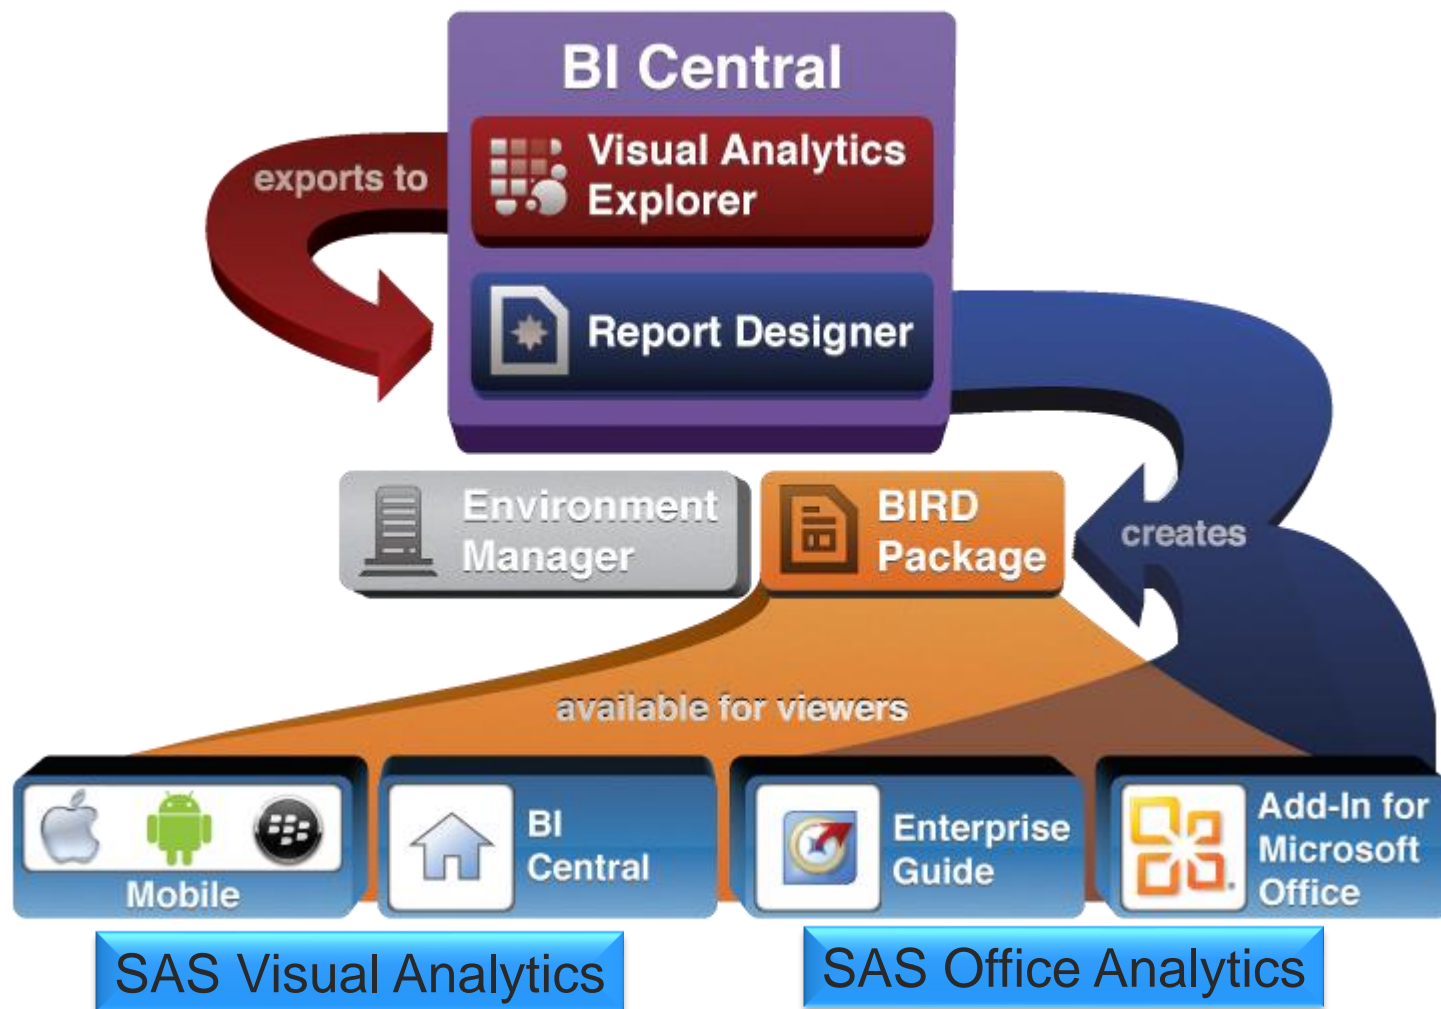 BI Central
Visual Analytics
Explorer
exports to
Report Designer
Environment
Manager
BIRD
Package
creates
available for viewers
Mobile
BI
Central
Enterprise
Guide
Add-In for
Microsoft
Office
SAS Visual Analytics
SAS Office Analytics